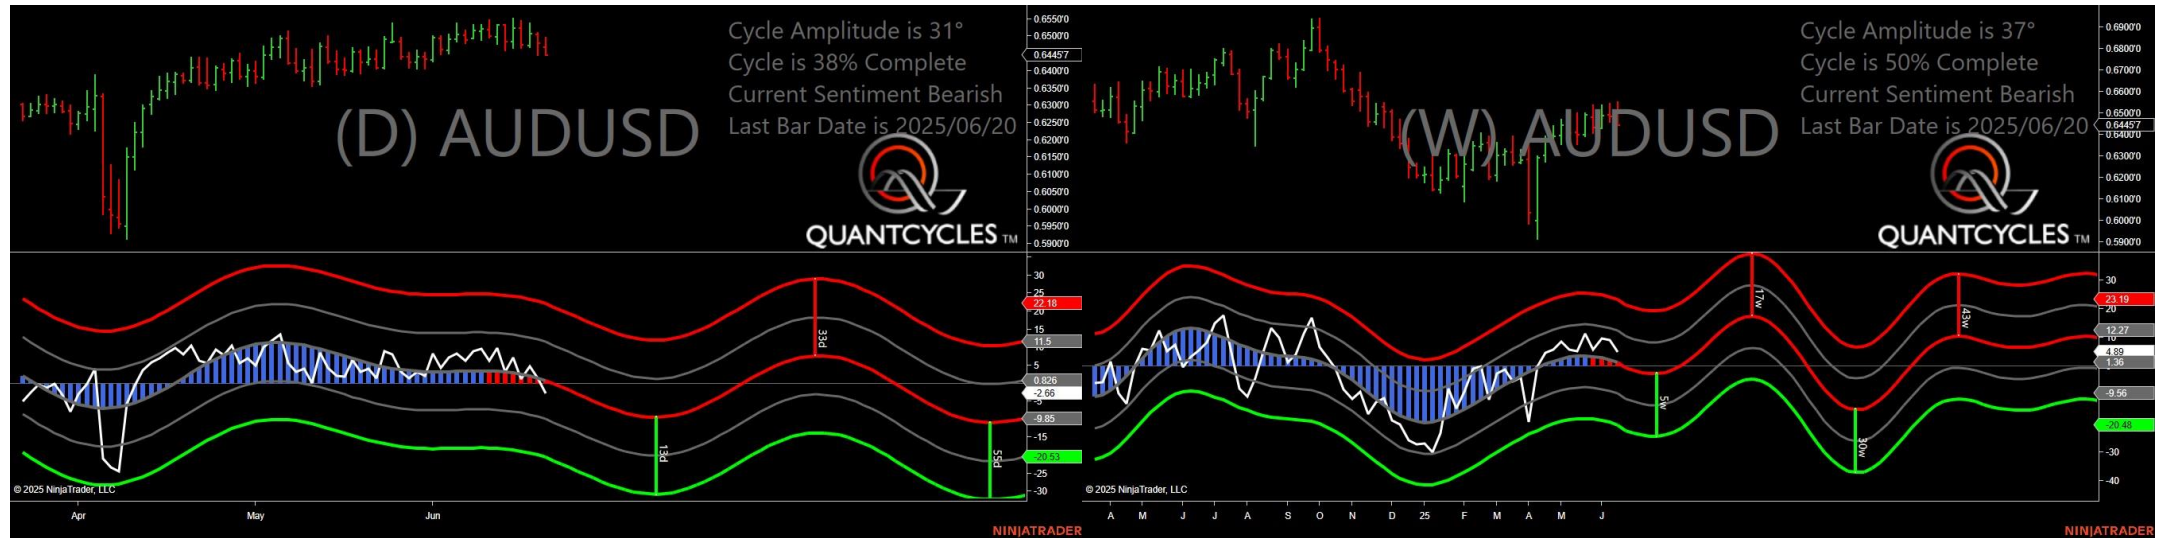 Cycle Amplitude is 31°
Cycle is 38% Complete
Current Sentiment Bearish
Last Bar Date is 2025/06/20
(D) AUDUSD
QUANTCYCLES TM
0.6550'0
0.6500'0
0.64457
0.6400'0
0.6350'0
0.6300'0
0.6250'0
0.6200'0
0.6150'0
0.6100'0
0.6050'0
0.6000'0
0.5950'0
0.5900'0
30
25
22.18
20
15
11.5
5
0.826
-2.66
-5
-9.85
-15
-20.53
-25
-30
13d
33d
55d
© 2025 NinjaTrader, LLC
Apr May Jun
NINJATRADER
Cycle Amplitude is 37°
Cycle is 50% Complete
Current Sentiment Bearish
Last Bar Date is 2025/06/20
(W) AUDUSD
QUANTCYCLES TM
0.6900'0
0.6800'0
0.6700'0
0.6600'0
0.6500'0
0.64457
0.6400'0
0.6300'0
0.6200'0
0.6100'0
0.6000'0
0.5900'0
30
23.19
20
12.27
10
4.89
1.36
-9.56
-20.48
-30
-40
5w
17w
30w
43w
© 2025 NinjaTrader, LLC
A M J J A S O N D 25 F M A M J
NINJATRADER